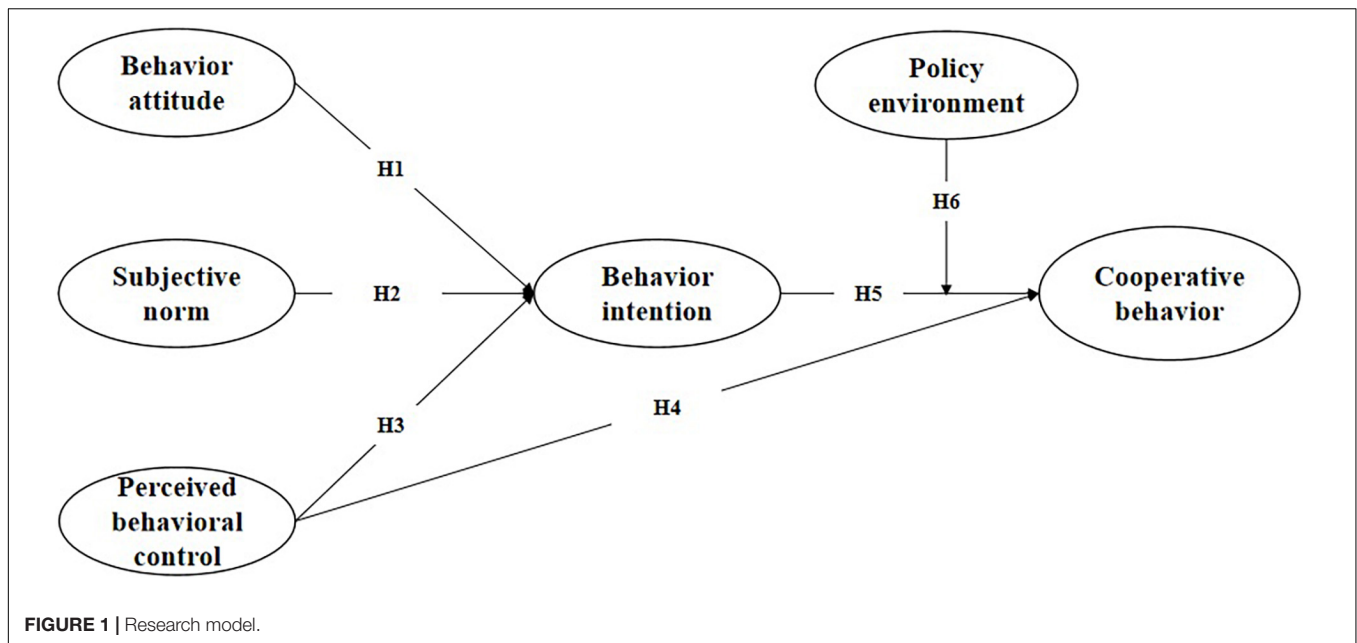 Behavior
attitude
Policy
environment
H1
H6
Subjective
norm
H2
Behavior
intention
H5
Cooperative
behavior
H3
H4
Perceived
behavioral
control
FIGURE 1 | Research model.